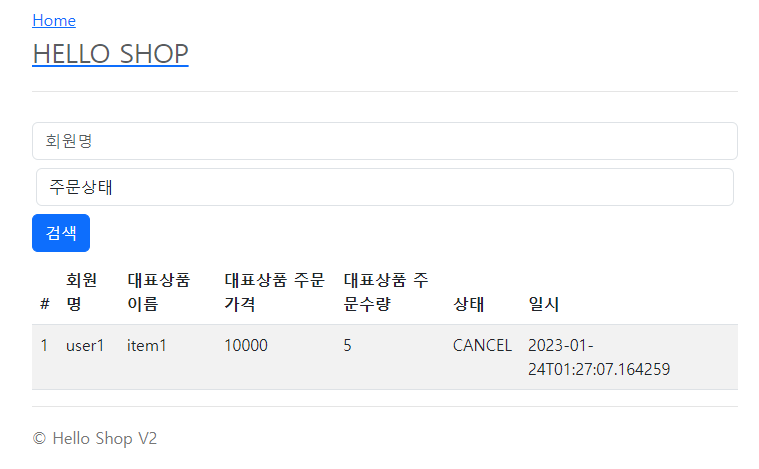 Home
HELLO SHOP
회원명
주문상태
검색
# 회원명 대표상품 이름 대표상품 주문가격 대표상품 주문수량 상태 일시
1 user1 item1 10000 5 CANCEL 2023-01-24T01:27:07.164259
© Hello Shop V2